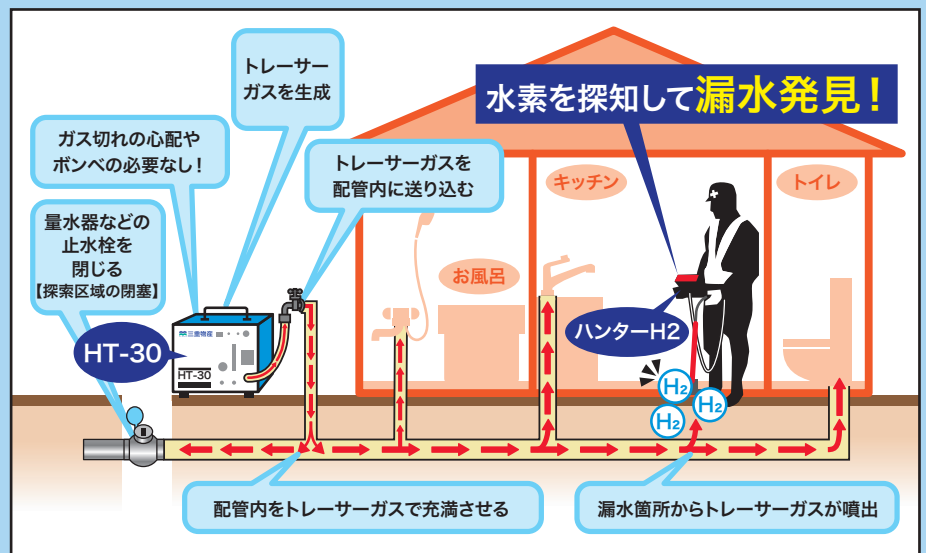 トレーサー
ガスを生成
水素を探知して漏水発見！
ガス切れの心配や
ボンベの必要なし！
トレーサーガスを
配管内に送り込む
キッチン
トイレ
量水器などの
止水栓を
閉じる
【探索区域の閉塞】
お風呂
三重物産
HT-30
ハンターH2
HT-30
H2
H2
H2
配管内をトレーサーガスで充満させる
漏水箇所からトレーサーガスが噴出